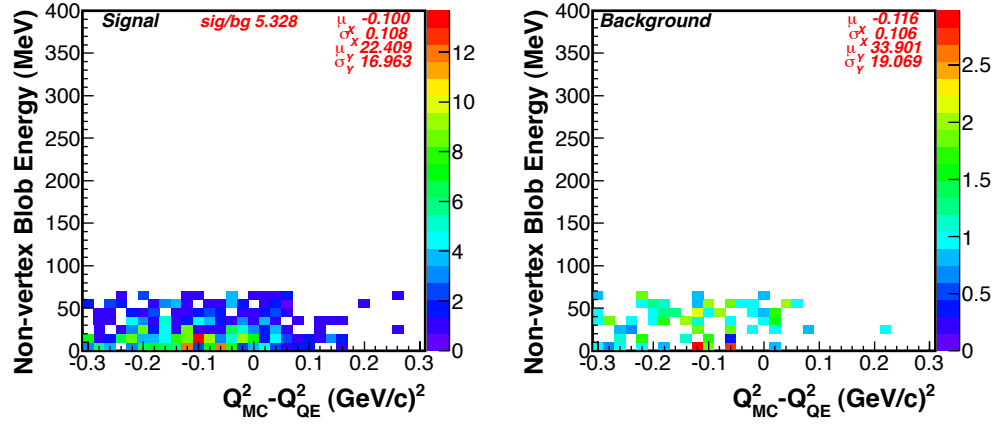 Signal
sig/bg 5.328
μX -0.100
σX 0.108
μY 22.409
σY 16.963
Non-vertex Blob Energy (MeV)
400
350
300
250
200
150
100
50
0
-0.3 -0.2 -0.1 0 0.1 0.2 0.3
Q²MC-Q²QE (GeV/c)²
12
10
8
6
4
2
0
Background
μX -0.116
σX 0.106
μY 33.901
σY 19.069
Non-vertex Blob Energy (MeV)
400
350
300
250
200
150
100
50
0
-0.3 -0.2 -0.1 0 0.1 0.2 0.3
Q²MC-Q²QE (GeV/c)²
2.5
2
1.5
1
0.5
0